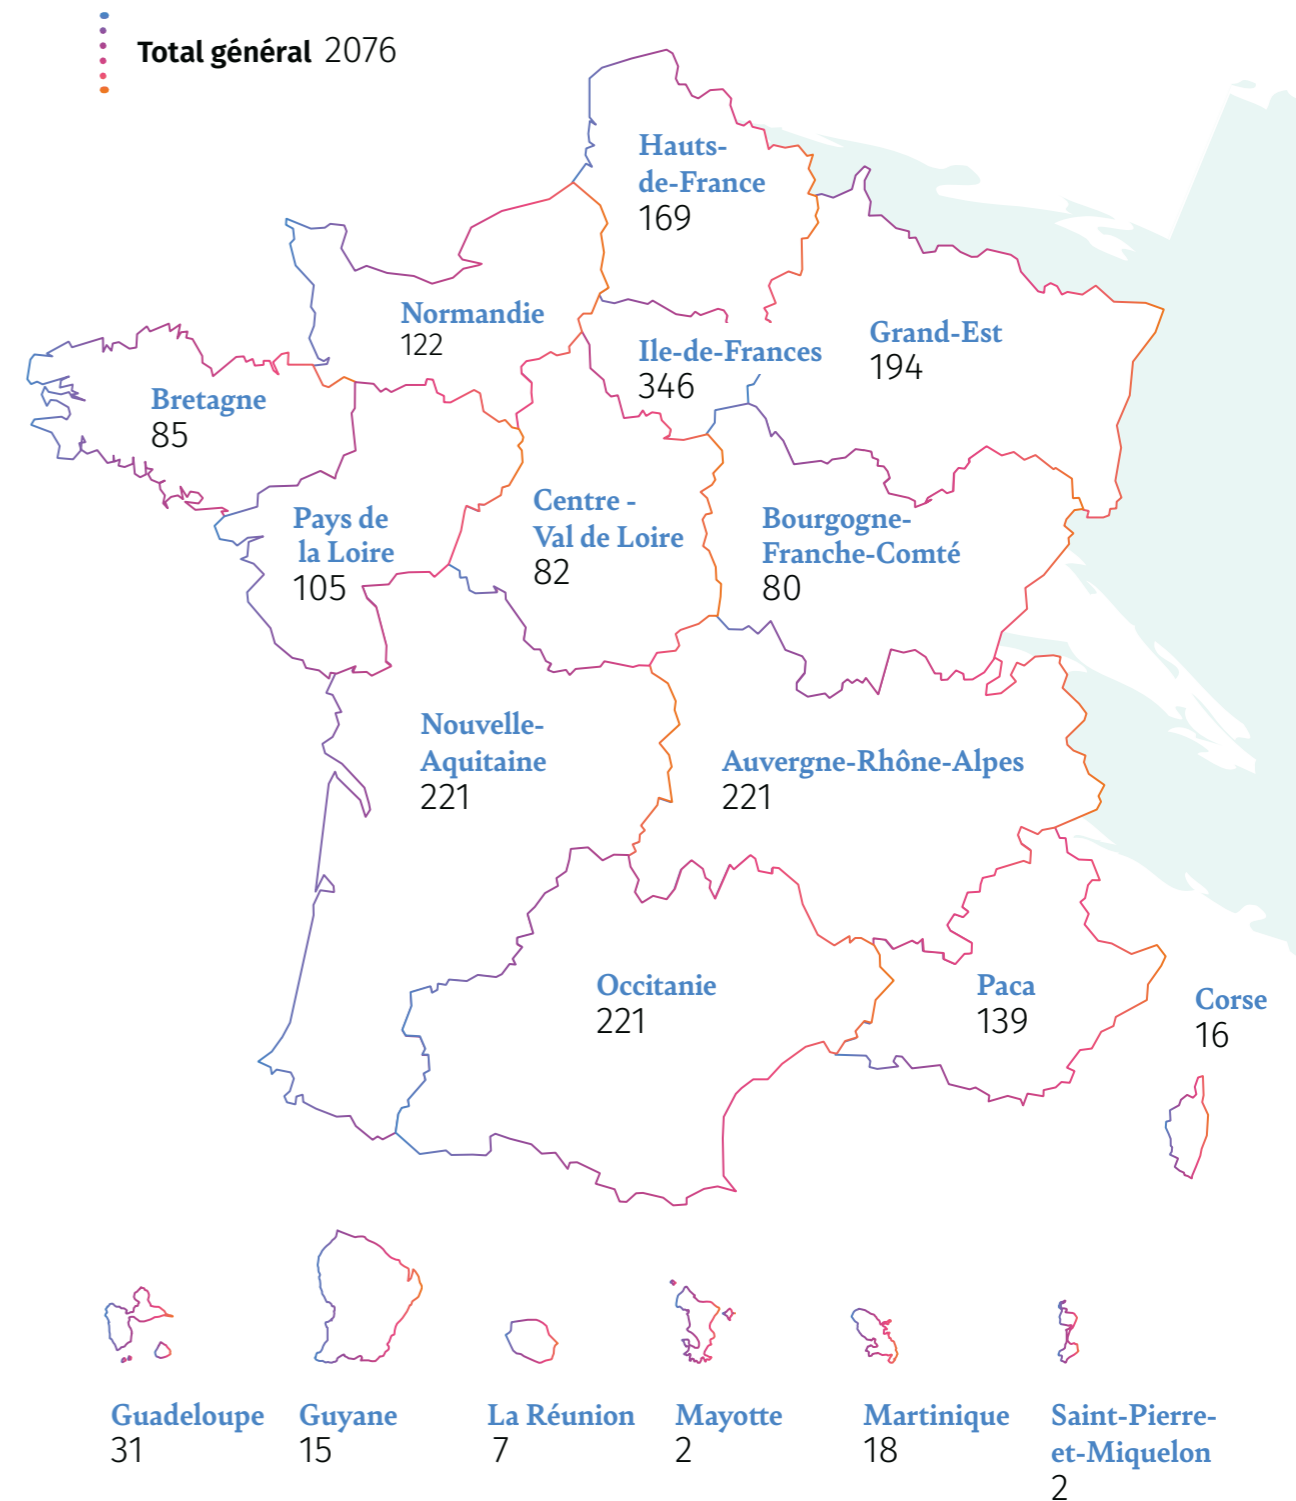 Total général 2076
Hauts-
de-France
169
Normandie
122
Ile-de-Frances
346
Grand-Est
194
Bretagne
85
Pays de
la Loire
105
Centre -
Val de Loire
82
Bourgogne-
Franche-Comté
80
Nouvelle-
Aquitaine
221
Auvergne-Rhône-Alpes
221
Occitanie
221
Paca
139
Corse
16
Guadeloupe
31
Guyane
15
La Réunion
7
Mayotte
2
Martinique
18
Saint-Pierre-
et-Miquelon
2